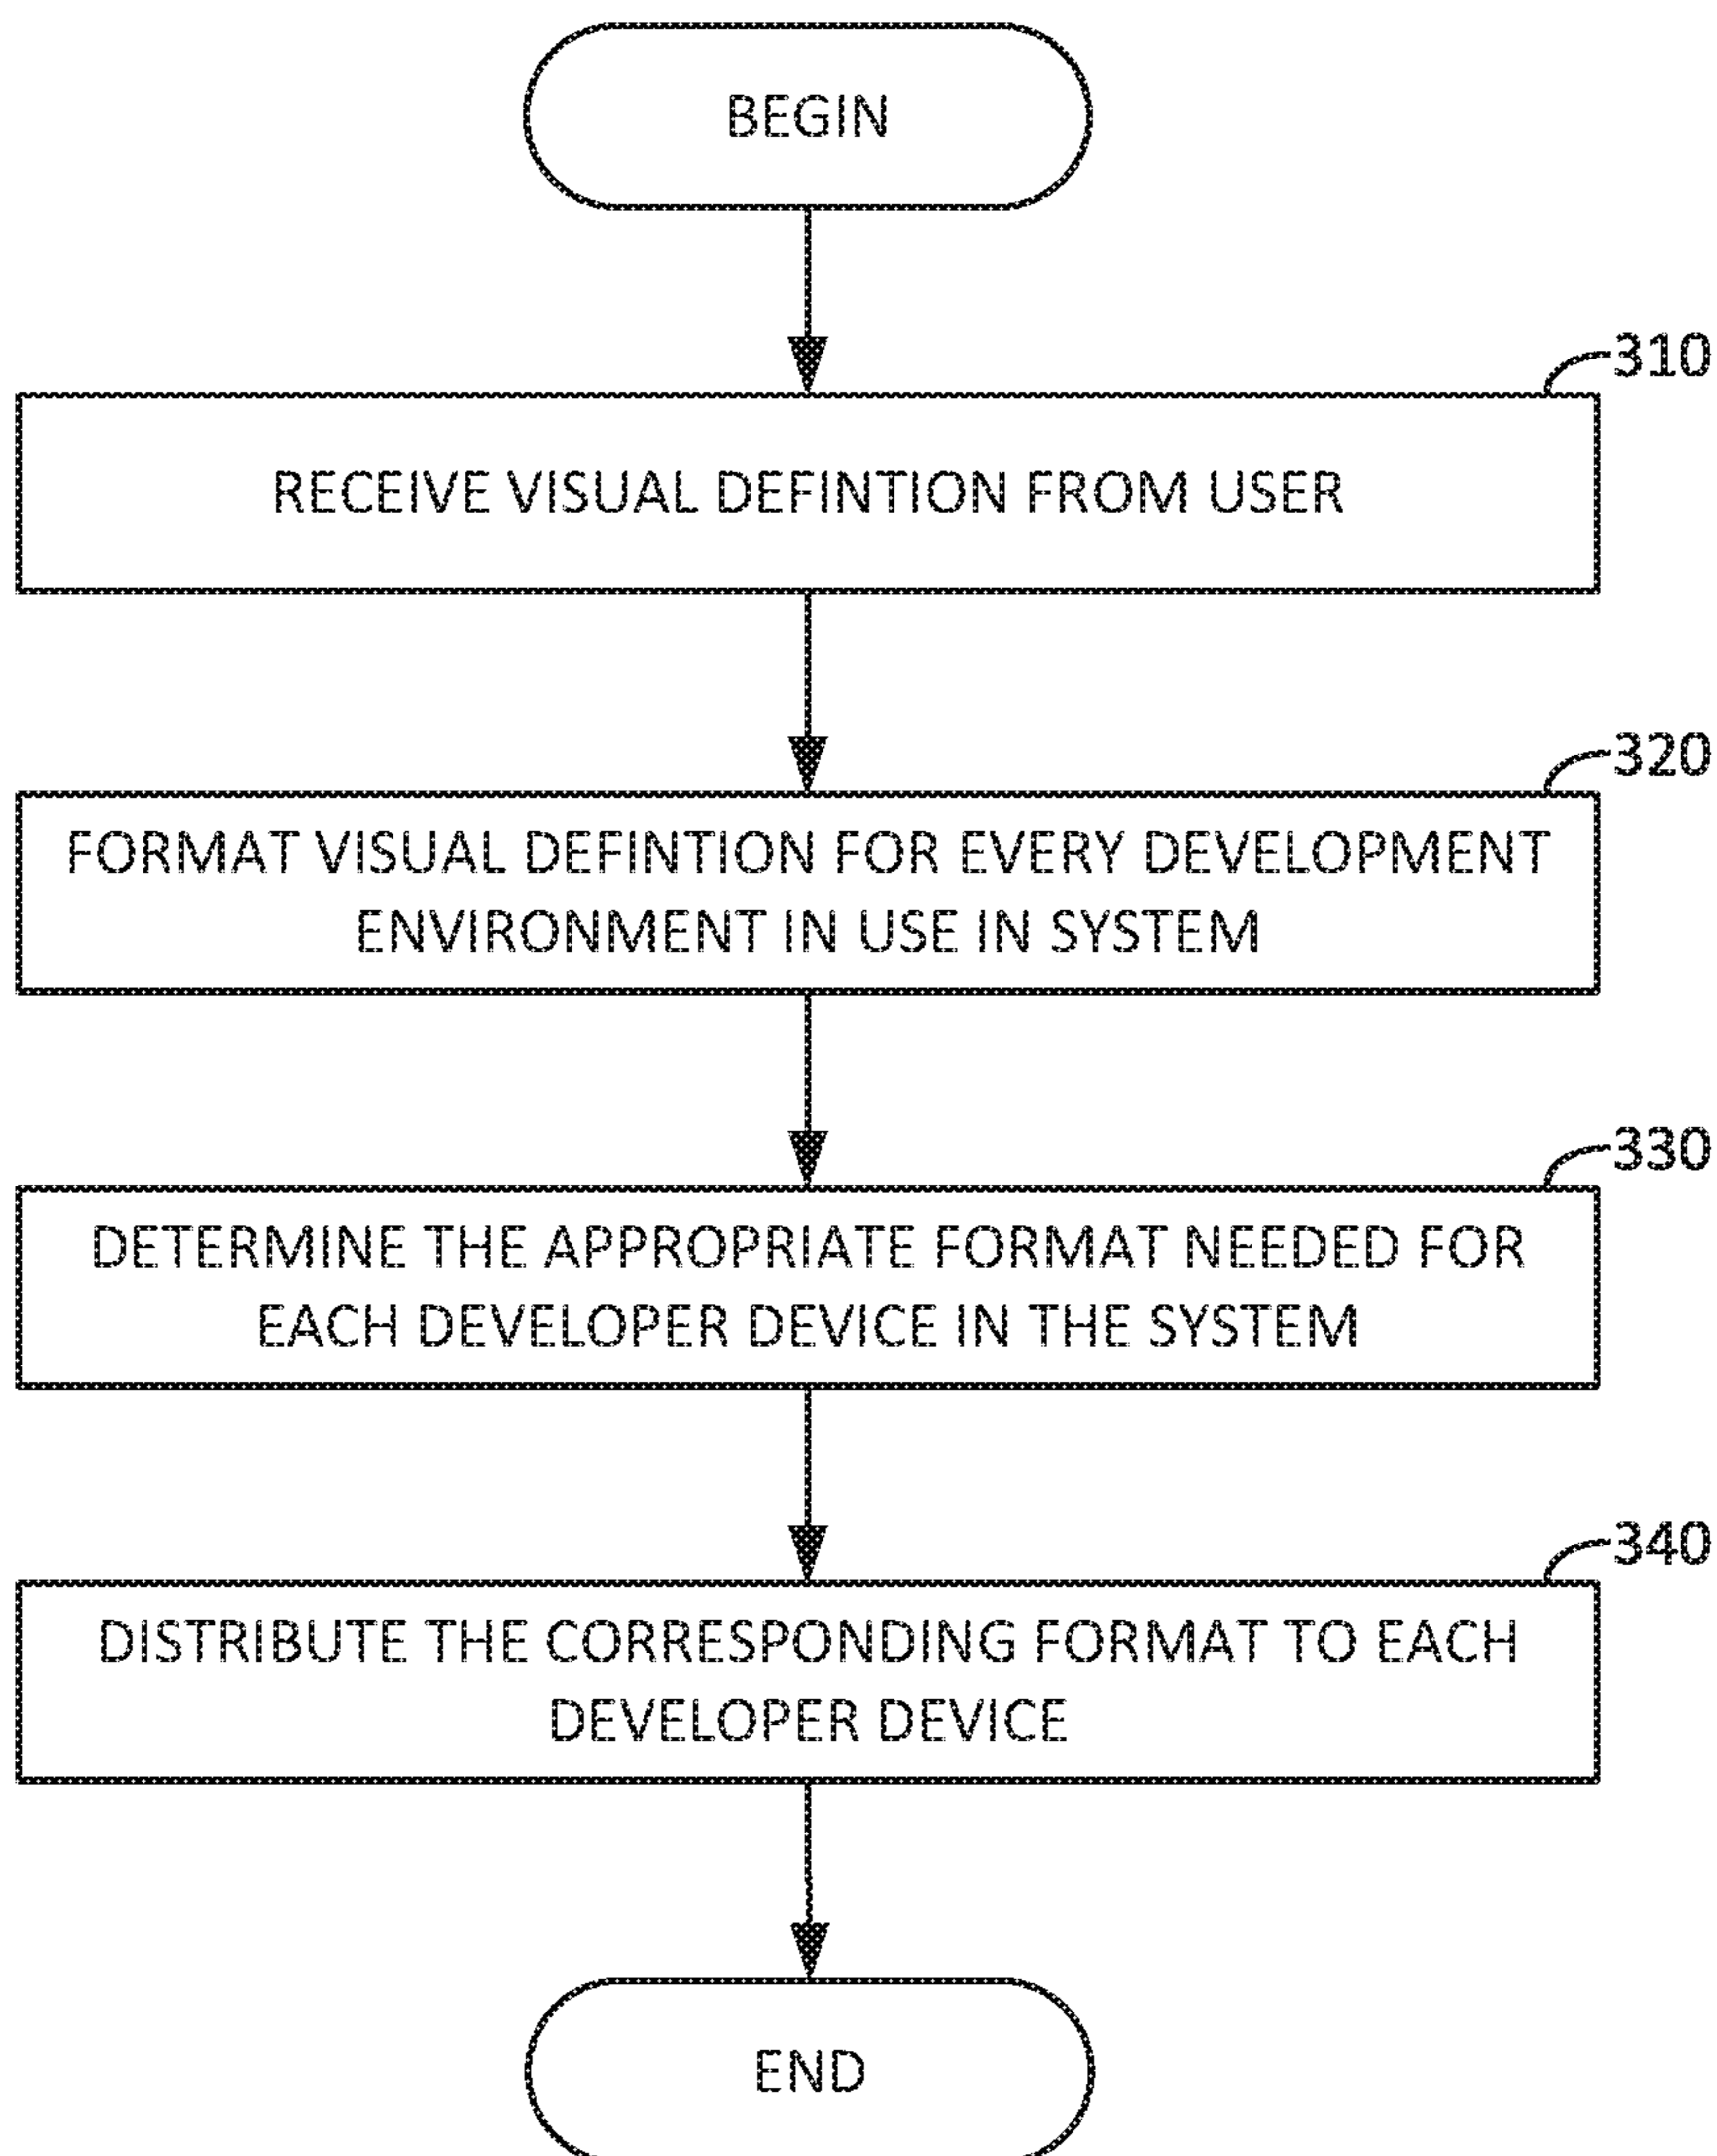 BEGIN
310
RECEIVE VISUAL DEFINTION FROM USER
320
FORMAT VISUAL DEFINTION FOR EVERY DEVELOPMENT
ENVIRONMENT IN USE IN SYSTEM
330
DETERMINE THE APPROPRIATE FORMAT NEEDED FOR
EACH DEVELOPER DEVICE IN THE SYSTEM
340
DISTRIBUTE THE CORRESPONDING FORMAT TO EACH
DEVELOPER DEVICE
END